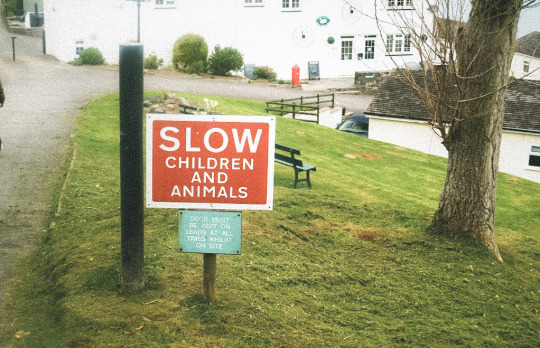 SLOW
CHILDREN
AND
ANIMALS
DOGS MUST
BE KEPT ON
LEADS AT ALL
TIMES WHILST
ON SITE